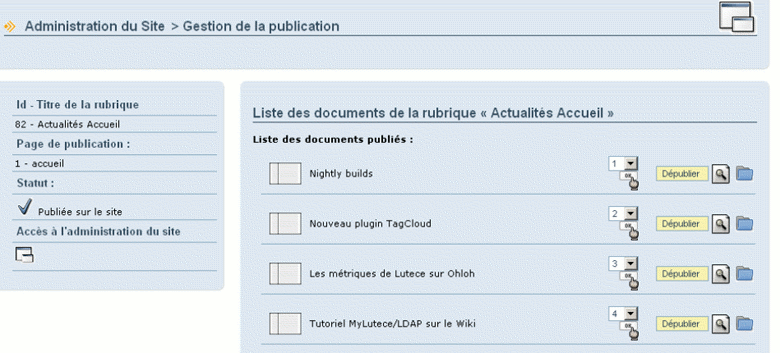 Administration du Site > Gestion de la publication
Id - Titre de la rubrique
82 - Actualités Accueil
Page de publication :
1 - accueil
Statut :
Publiée sur le site
Accès à l'administration du site
Liste des documents de la rubrique « Actualités Accueil »
Liste des documents publiés :
Nightly builds 1 OK Dépublier
Nouveau plugin TagCloud 2 OK Dépublier
Les métriques de Lutece sur Ohloh 3 OK Dépublier
Tutoriel MyLutece/LDAP sur le Wiki 4 OK Dépublier